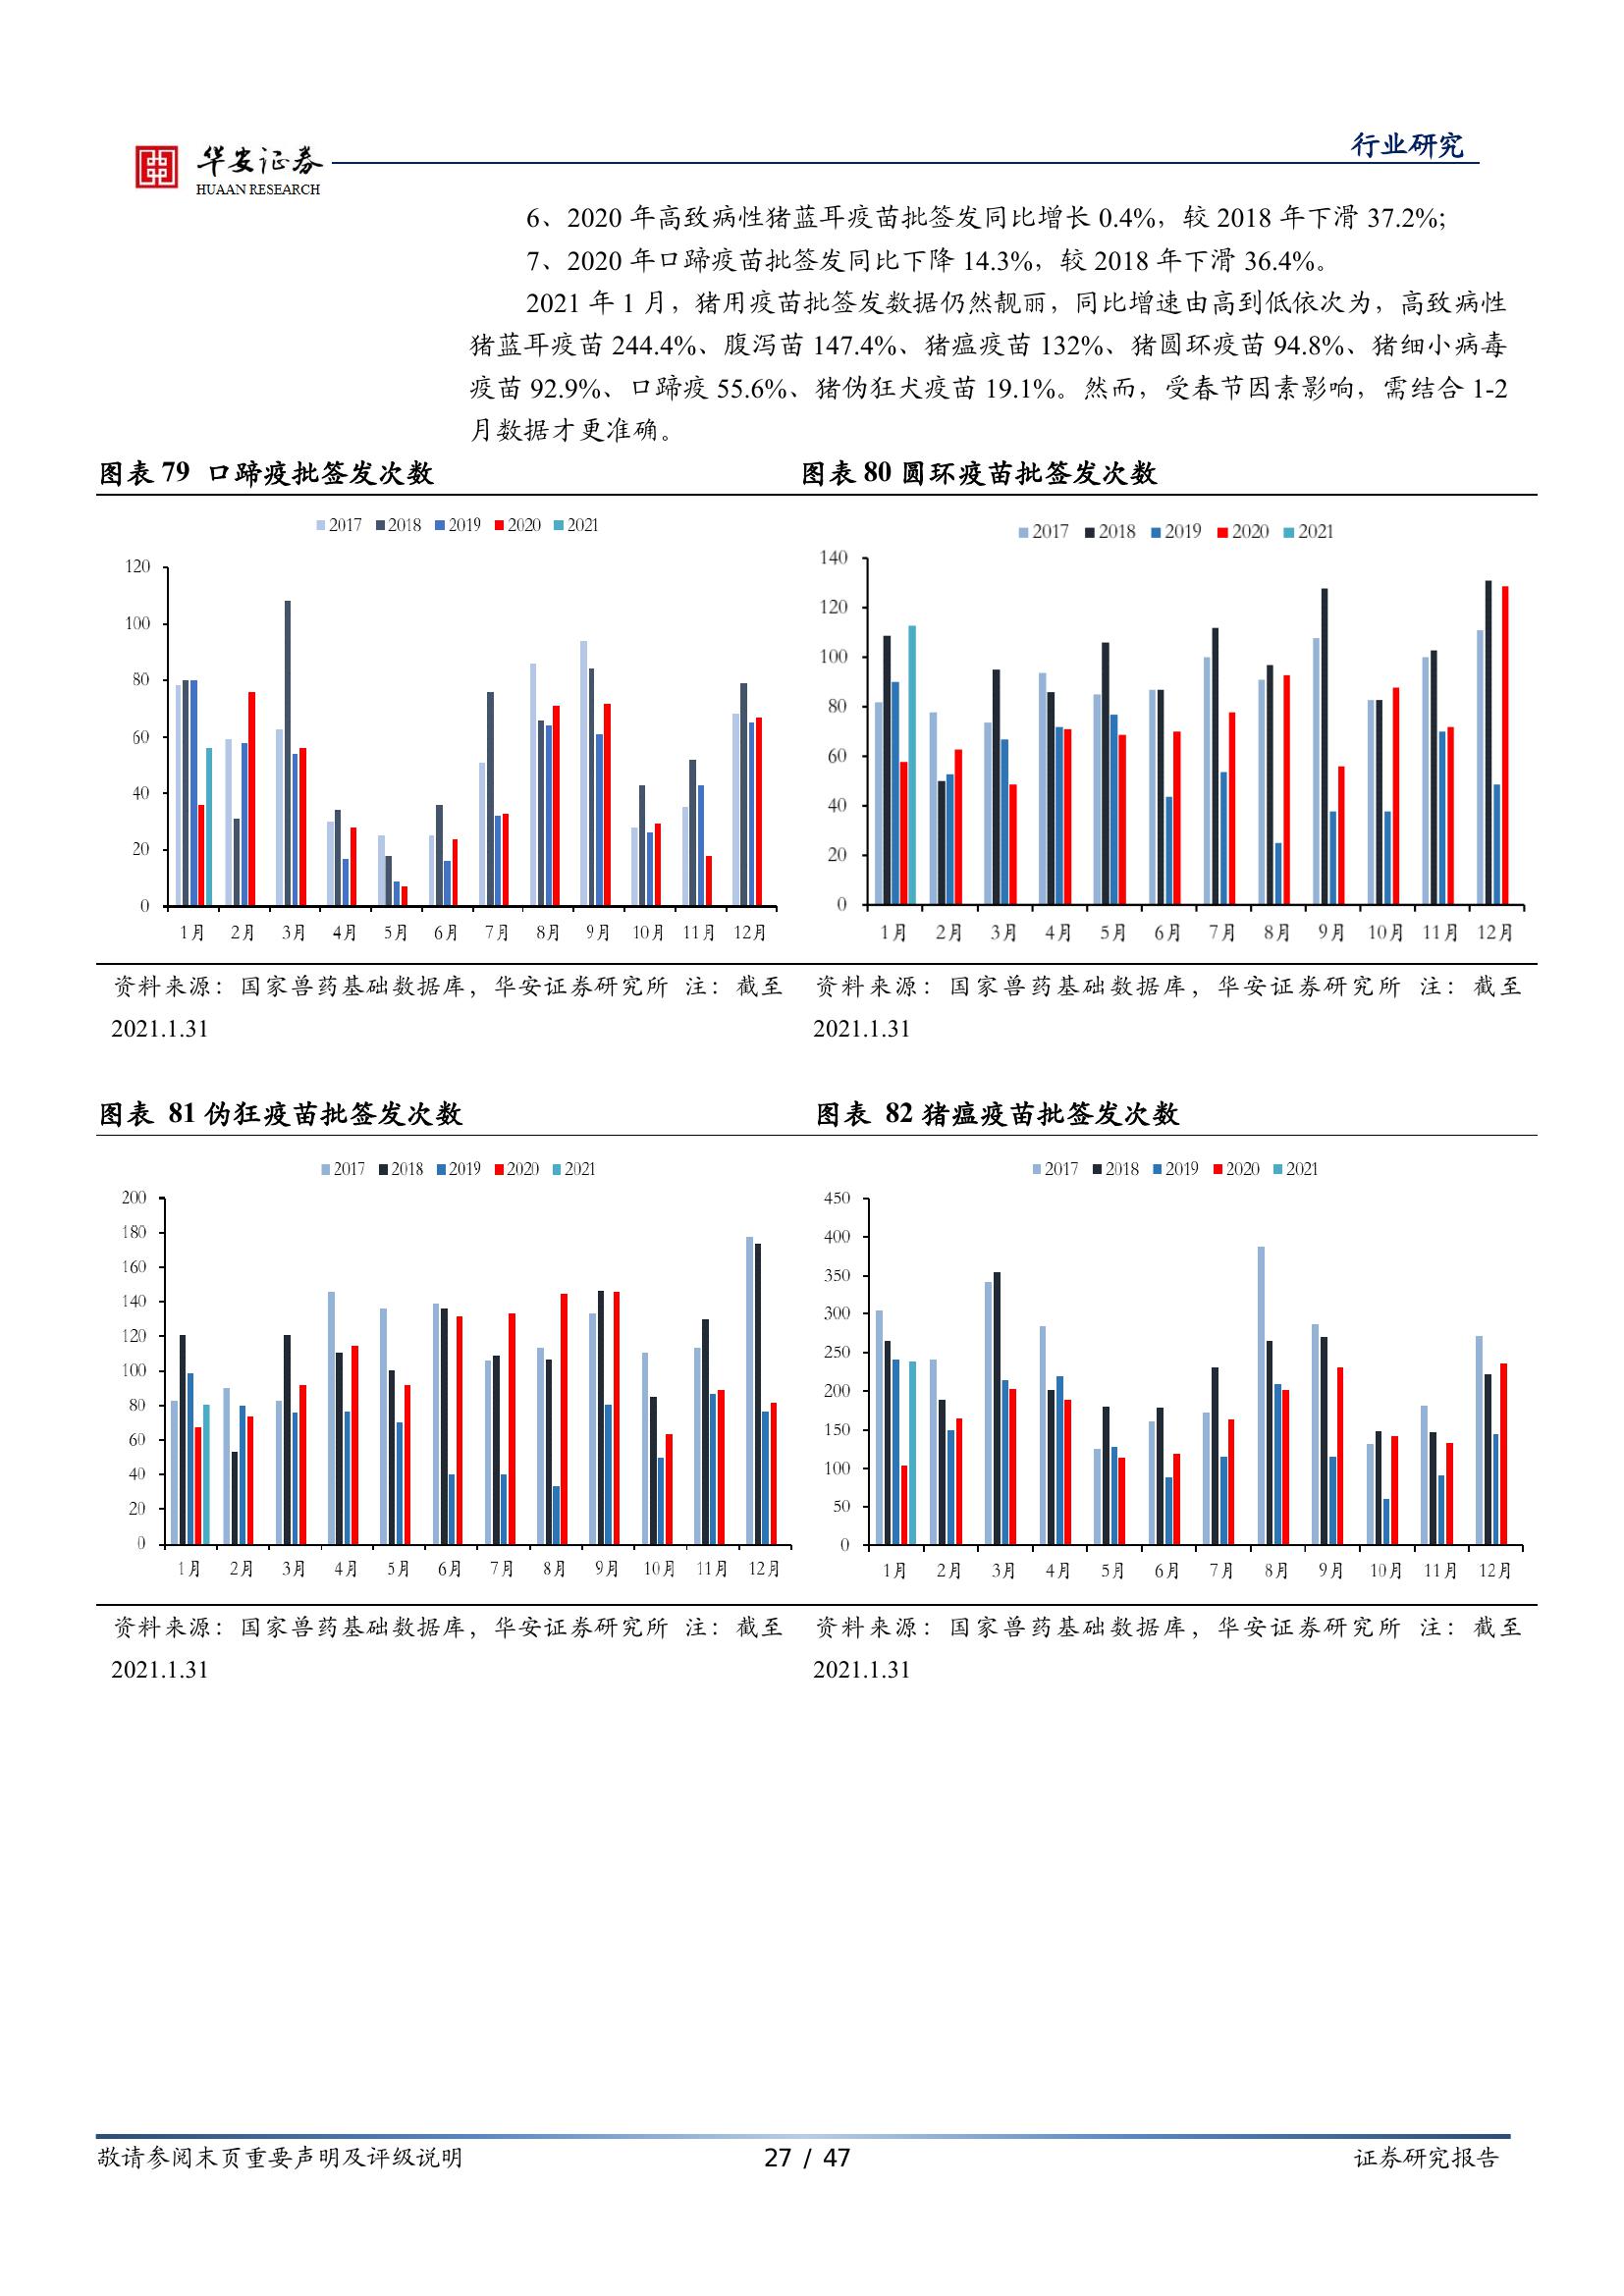 华安证券
HUAAN RESEARCH
行业研究
6、2020 年高致病性猪蓝耳疫苗批签发同比增长 0.4%，较 2018 年下滑 37.2%;
7、2020 年口蹄疫苗批签发同比下降 14.3%，较 2018 年下滑 36.4%。
2021 年 1 月，猪用疫苗批签发数据仍然靓丽，同比增速由高到低依次为，高致病性
猪蓝耳疫苗 244.4%、腹泻苗 147.4%、猪瘟疫苗 132%、猪圆环疫苗 94.8%、猪细小病毒
疫苗 92.9%、口蹄疫 55.6%、猪伪狂犬疫苗 19.1%。然而，受春节因素影响，需结合 1-2
月数据才更准确。
图表 79 口蹄疫批签发次数
2017 2018 2019 2020 2021
120
100
80
60
40
20
0
1月 2月 3月 4月 5月 6月 7月 8月 9月 10月 11月 12月
资料来源：国家兽药基础数据库，华安证券研究所 注：截至
2021.1.31
图表 80 圆环疫苗批签发次数
2017 2018 2019 2020 2021
140
120
100
80
60
40
20
0
1月 2月 3月 4月 5月 6月 7月 8月 9月 10月 11月 12月
资料来源：国家兽药基础数据库，华安证券研究所 注：截至
2021.1.31
图表 81 伪狂疫苗批签发次数
2017 2018 2019 2020 2021
200
180
160
140
120
100
80
60
40
20
0
1月 2月 3月 4月 5月 6月 7月 8月 9月 10月 11月 12月
资料来源：国家兽药基础数据库，华安证券研究所 注：截至
2021.1.31
图表 82 猪瘟疫苗批签发次数
2017 2018 2019 2020 2021
450
400
350
300
250
200
150
100
50
0
1月 2月 3月 4月 5月 6月 7月 8月 9月 10月 11月 12月
资料来源：国家兽药基础数据库，华安证券研究所 注：截至
2021.1.31
敬请参阅末页重要声明及评级说明
27 / 47
证券研究报告